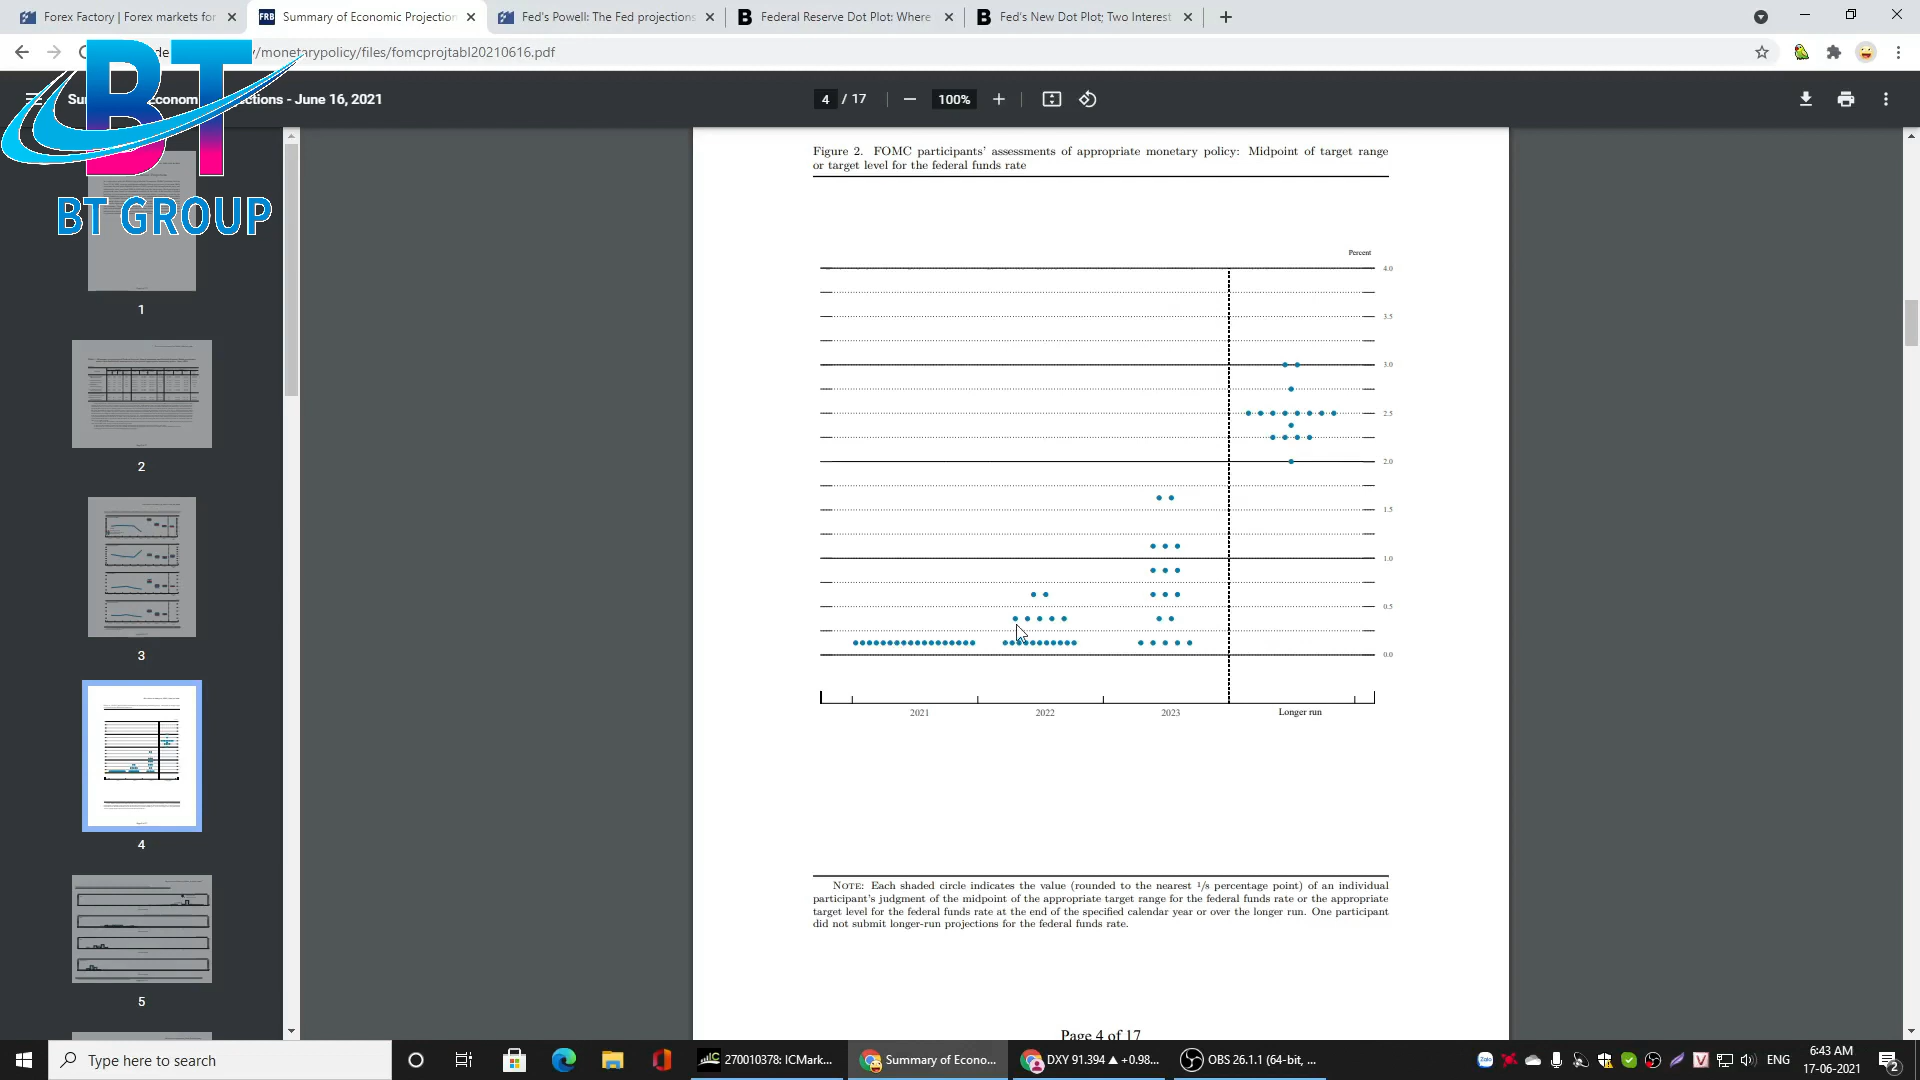 Forex Factory | Forex markets for
FRB Summary of Economic Projection
Fed's Powell: The Fed projections
B Federal Reserve Dot Plot: Where
B Fed's New Dot Plot; Two Interest
/monetarypolicy/files/fomcprojtabl20210616.pdf
BT
BT GROUP
ctions - June 16, 2021
4 / 17
100%
1
2
3
4
5
Figure 2. FOMC participants' assessments of appropriate monetary policy: Midpoint of target range
or target level for the federal funds rate
Percent
4.0
3.5
3.0
2.5
2.0
1.5
1.0
0.5
0.0
2021 2022 2023 Longer run
NOTE: Each shaded circle indicates the value (rounded to the nearest 1/8 percentage point) of an individual
participant's judgment of the midpoint of the appropriate target range for the federal funds rate or the appropriate
target level for the federal funds rate at the end of the specified calendar year or over the longer run. One participant
did not submit longer-run projections for the federal funds rate.
Page 4 of 17
Type here to search
270010378: ICMark...
Summary of Econo...
DXY 91.394 ▲ +0.98...
OBS 26.1.1 (64-bit, ...
ENG
6:43 AM
17-06-2021
2